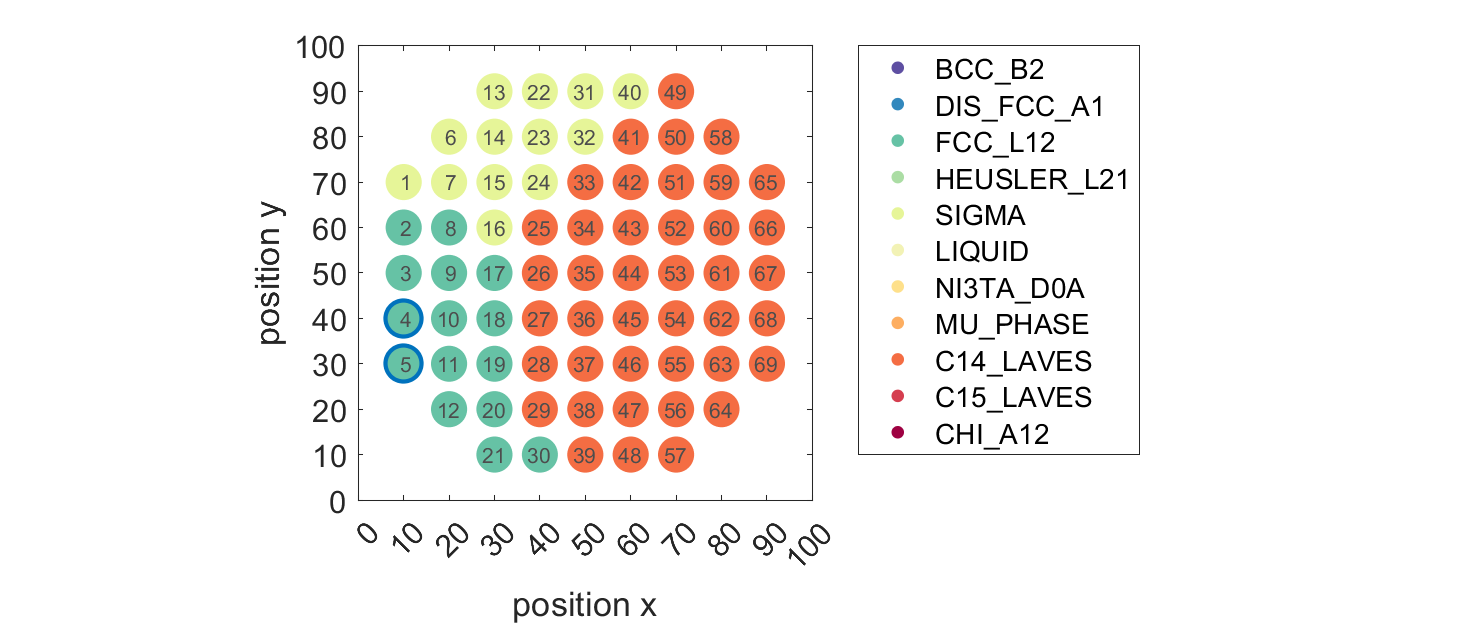 100
90
80
70
60
50
40
30
20
10
0
position y
13 22 31 40 49
6 14 23 32 41 50 58
1 7 15 24 33 42 51 59 65
2 8 16 25 34 43 52 60 66
3 9 17 26 35 44 53 61 67
4 10 18 27 36 45 54 62 68
5 11 19 28 37 46 55 63 69
12 20 29 38 47 56 64
21 30 39 48 57
0 10 20 30 40 50 60 70 80 90 100
position x
BCC_B2
DIS_FCC_A1
FCC_L12
HEUSLER_L21
SIGMA
LIQUID
NI3TA_D0A
MU_PHASE
C14_LAVES
C15_LAVES
CHI_A12